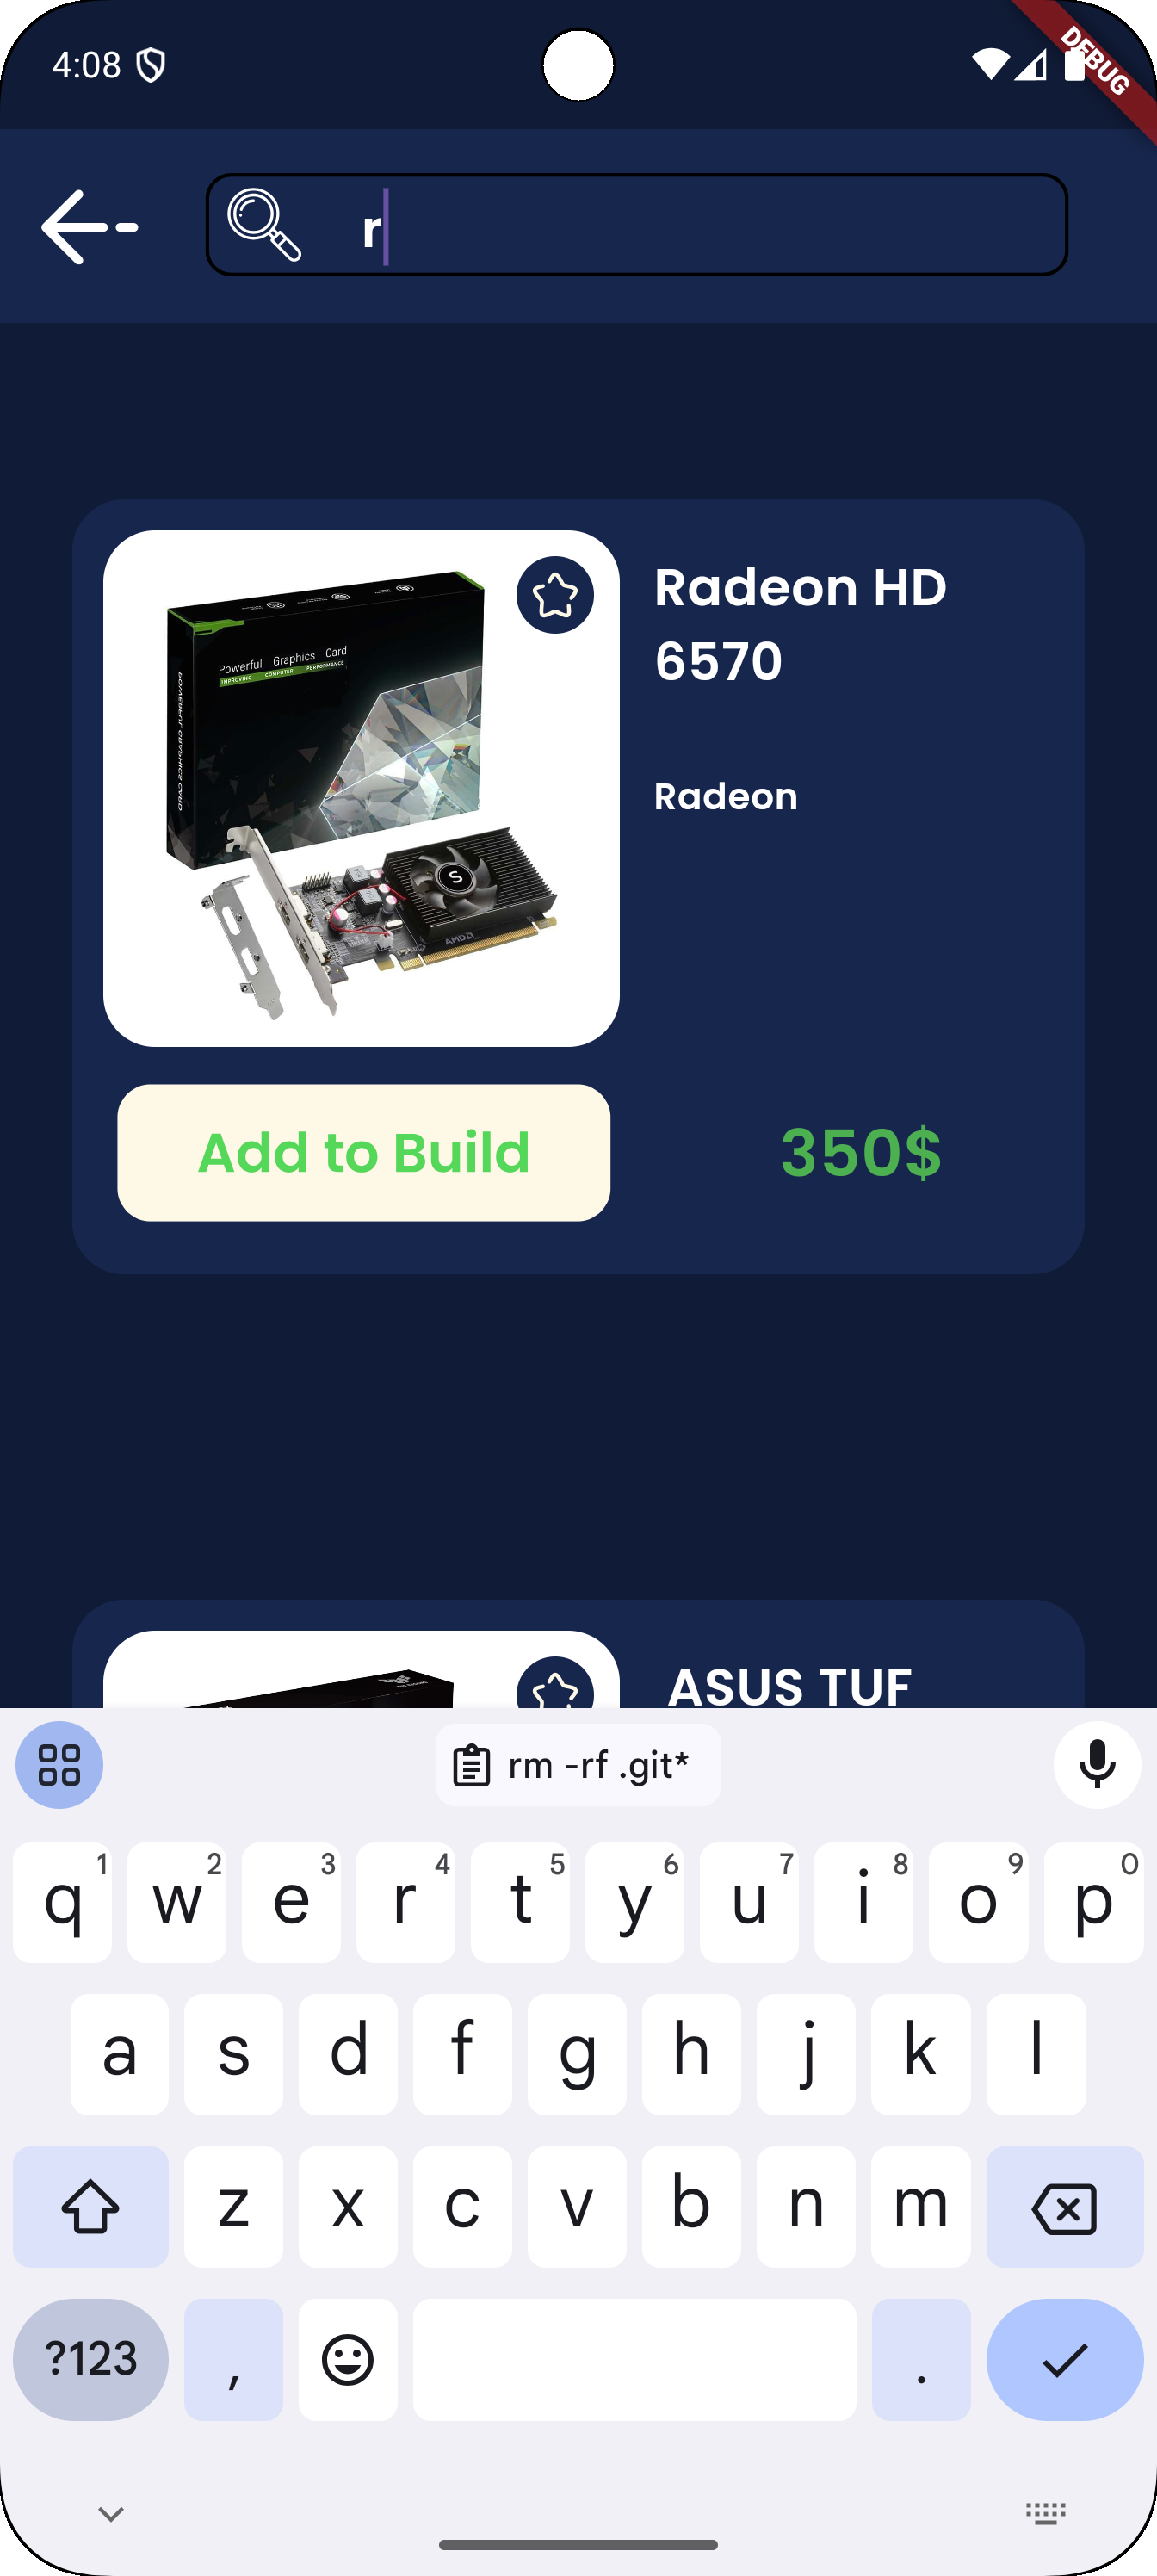 4:08
DEBUG
r
Powerful Graphics Card
IMPROVING COMPUTER PERFORMANCE
AMD
S
Radeon HD
6570
Radeon
Add to Build
350$
ASUS TUF
rm -rf .git*
q 1 w 2 e 3 r 4 t 5 y 6 u 7 i 8 o 9 p 0
a s d f g h j k l
z x c v b n m
?123 , .